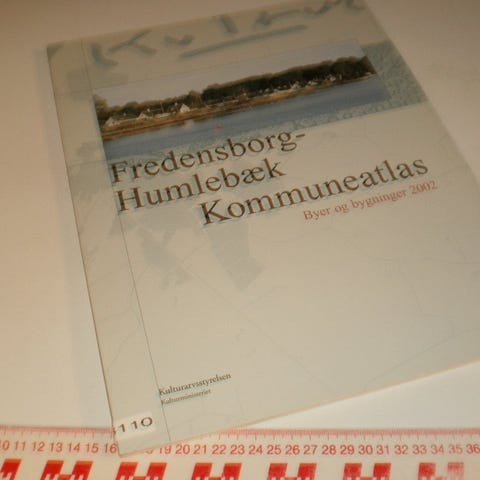 Fredensborg-
Humlebæk
Kommuneatlas
Byer og bygninger 2002
Kulturarvsstyrelsen
Kulturministeriet
110
10 11 12 13 14 15 16 17 18 19 20 21 22 23 24 25 26 27 28 29 30 31 32 33 34 35 36